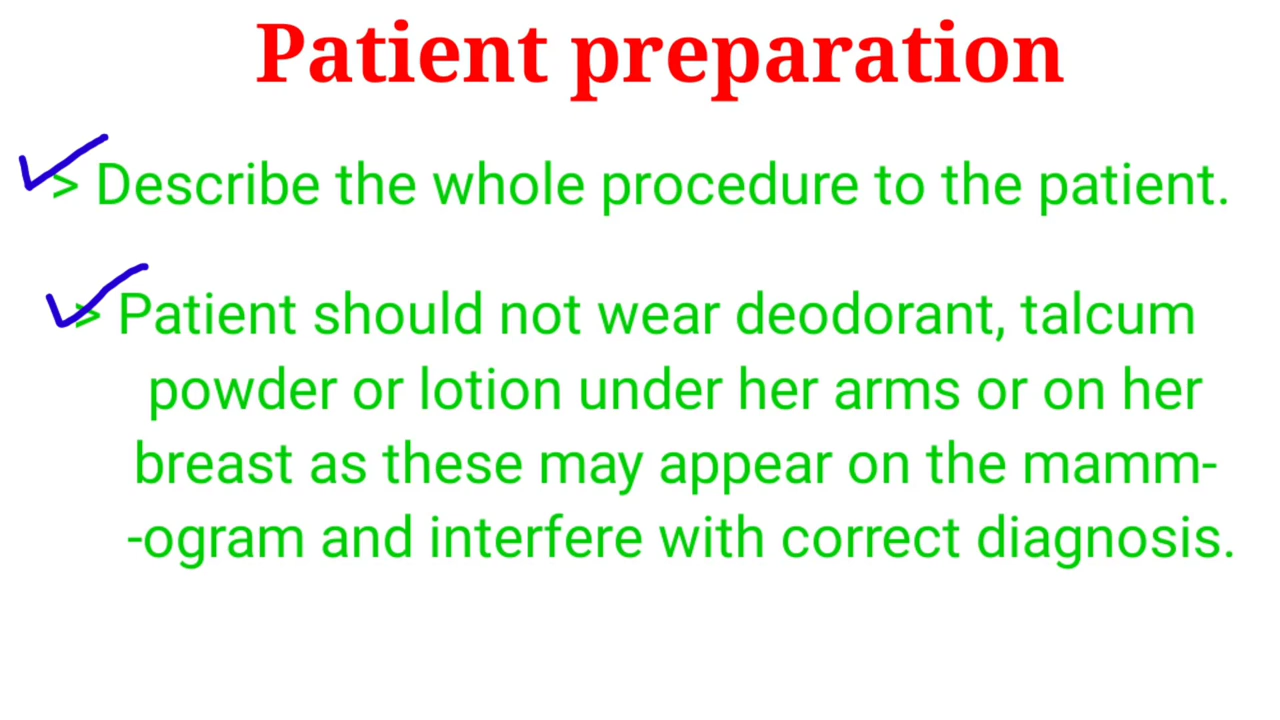 Patient preparation
> Describe the whole procedure to the patient.
> Patient should not wear deodorant, talcum
powder or lotion under her arms or on her
breast as these may appear on the mamm-
-ogram and interfere with correct diagnosis.